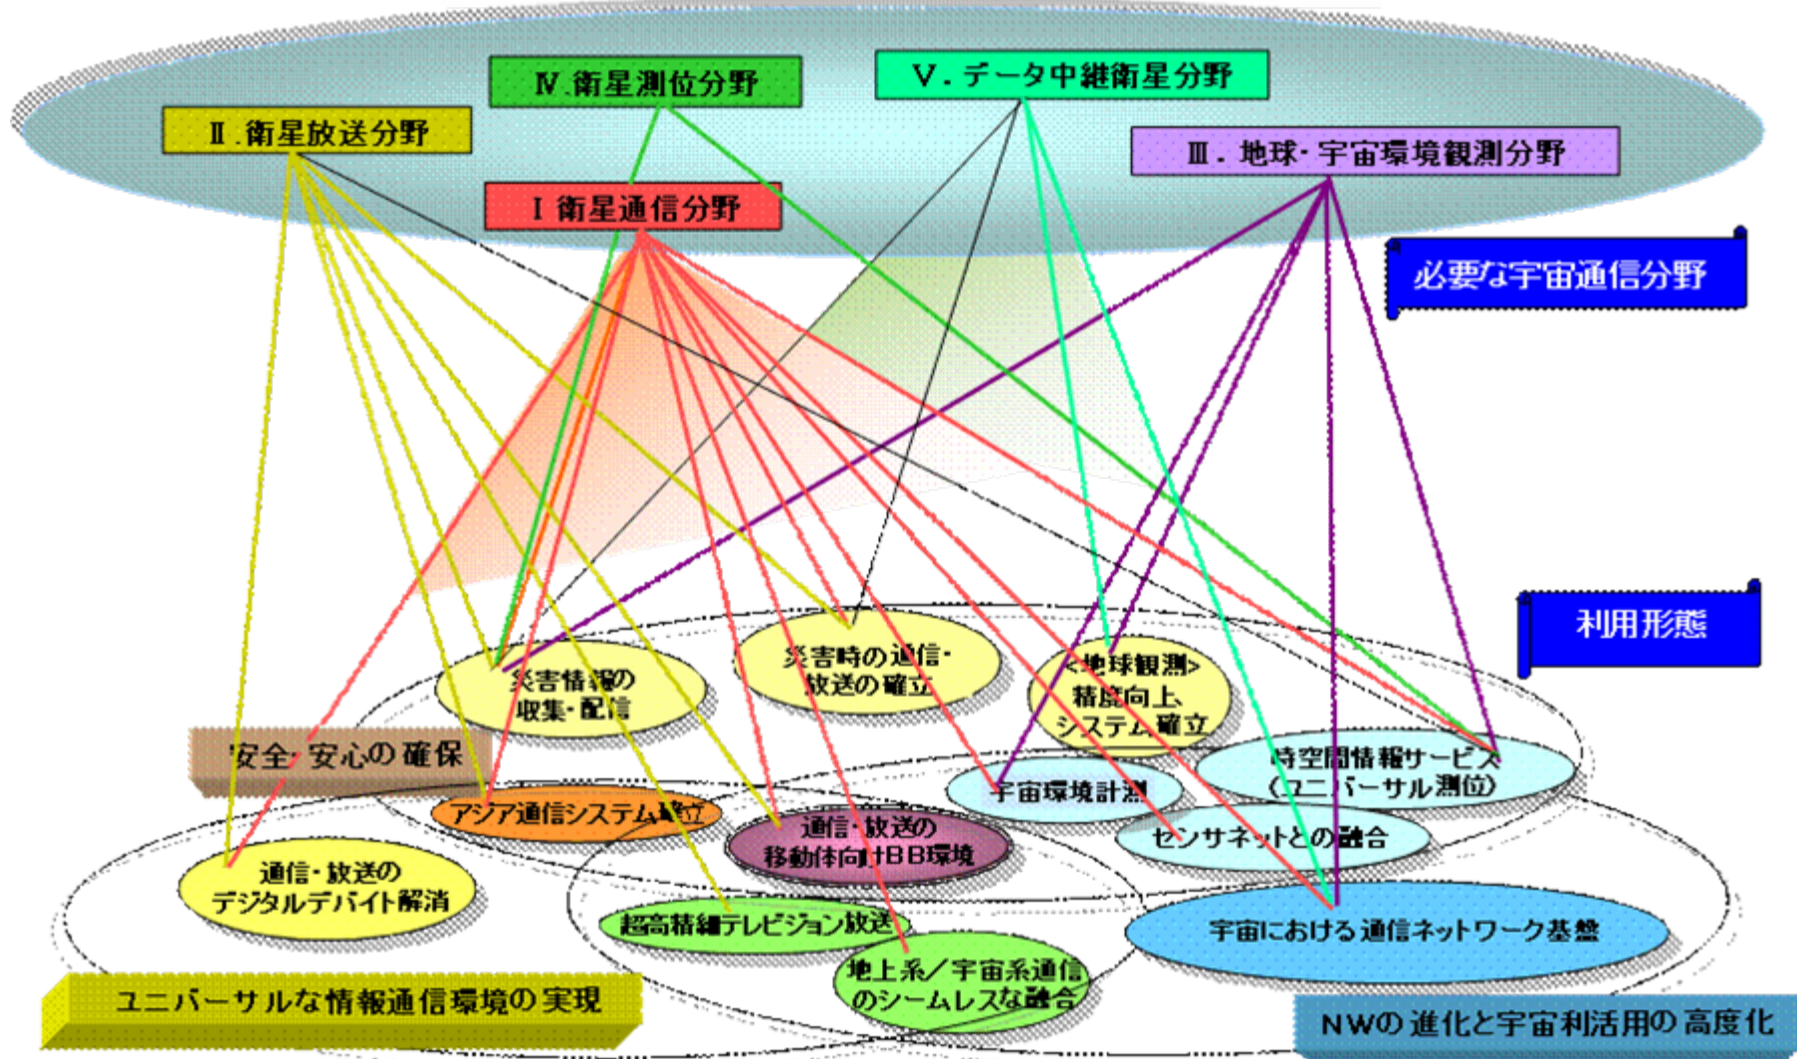 Ⅳ.衛星測位分野
Ⅴ.データ中継衛星分野
Ⅱ.衛星放送分野
Ⅲ.地球・宇宙環境観測分野
Ⅰ 衛星通信分野
必要な宇宙通信分野
利用形態
災害情報の
収集・配信
災害時の通信・
放送の確立
<地球観測>
精度向上、
システム確立
安全・安心の確保
時空間情報サービス
(ユニバーサル測位)
宇宙環境計測
アジア通信システム確立
通信・放送の
移動体向けBB環境
センサネットとの融合
通信・放送の
デジタルデバイト解消
超高精細テレビジョン放送
宇宙における通信ネットワーク基盤
地上系/宇宙系通信
のシームレスな融合
ユニバーサルな情報通信環境の実現
NWの進化と宇宙利活用の高度化